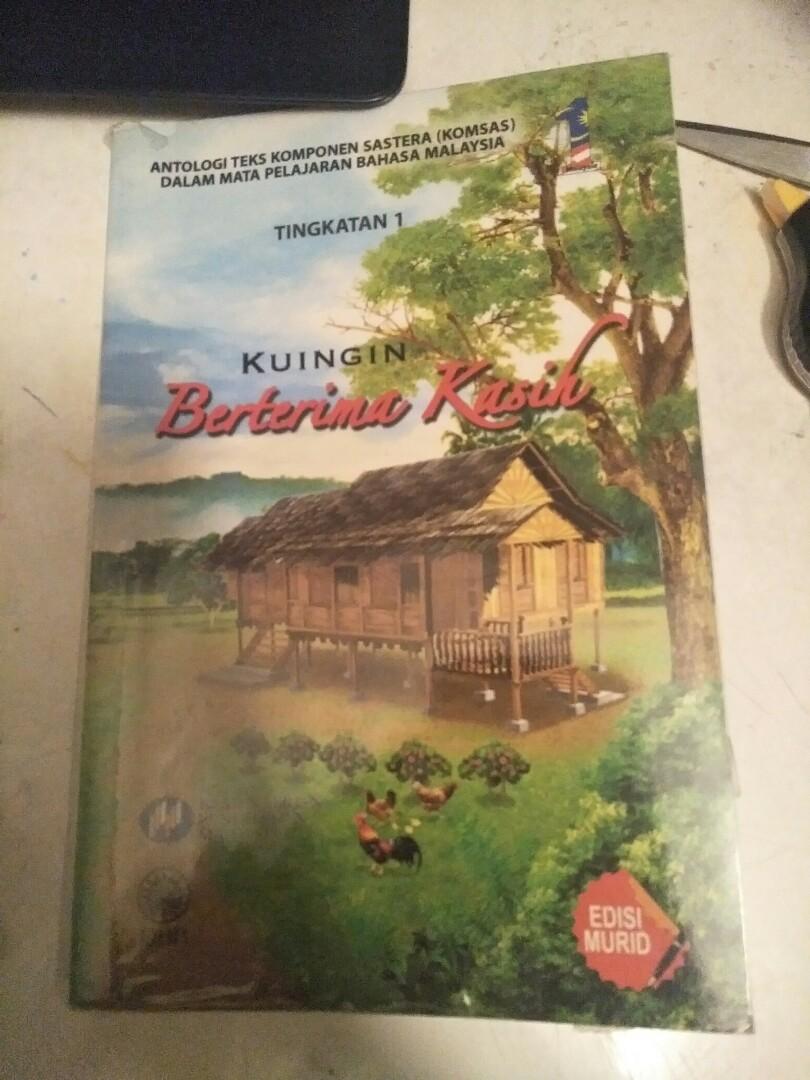 ANTOLOGI TEKS KOMPONEN SASTERA (KOMSAS)
DALAM MATA PELAJARAN BAHASA MALAYSIA
TINGKATAN 1
KUINGIN
Berterima Kasih
EDISI
MURID